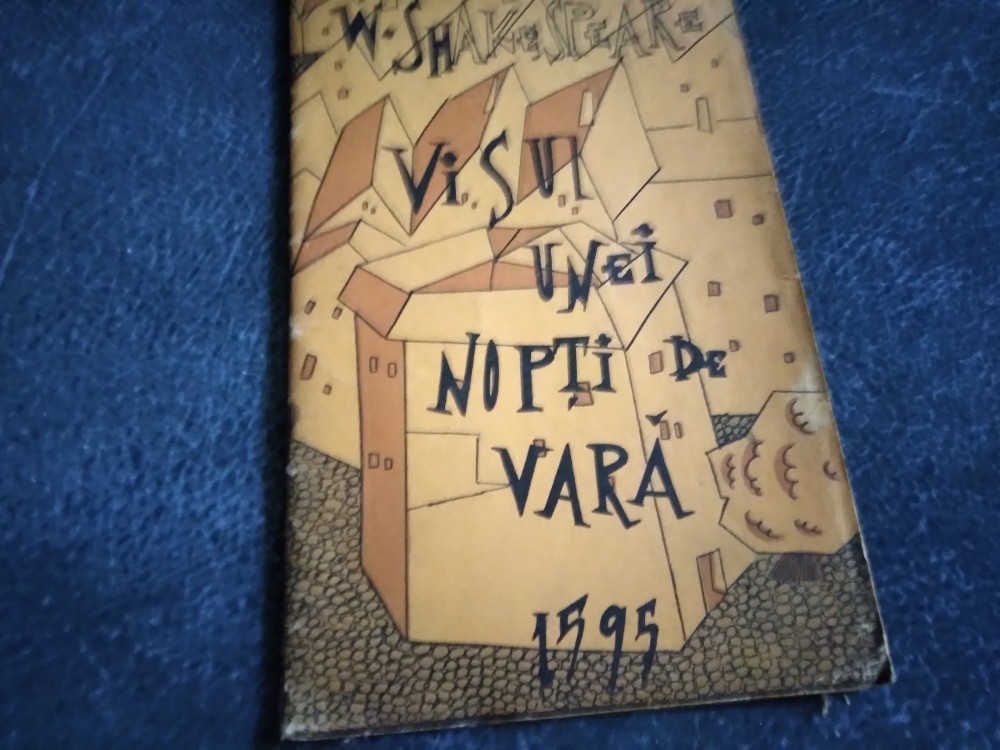 W. SHAKESPEARE
ViSUl
UNEi
NOPȚi DE
VARĂ
1595